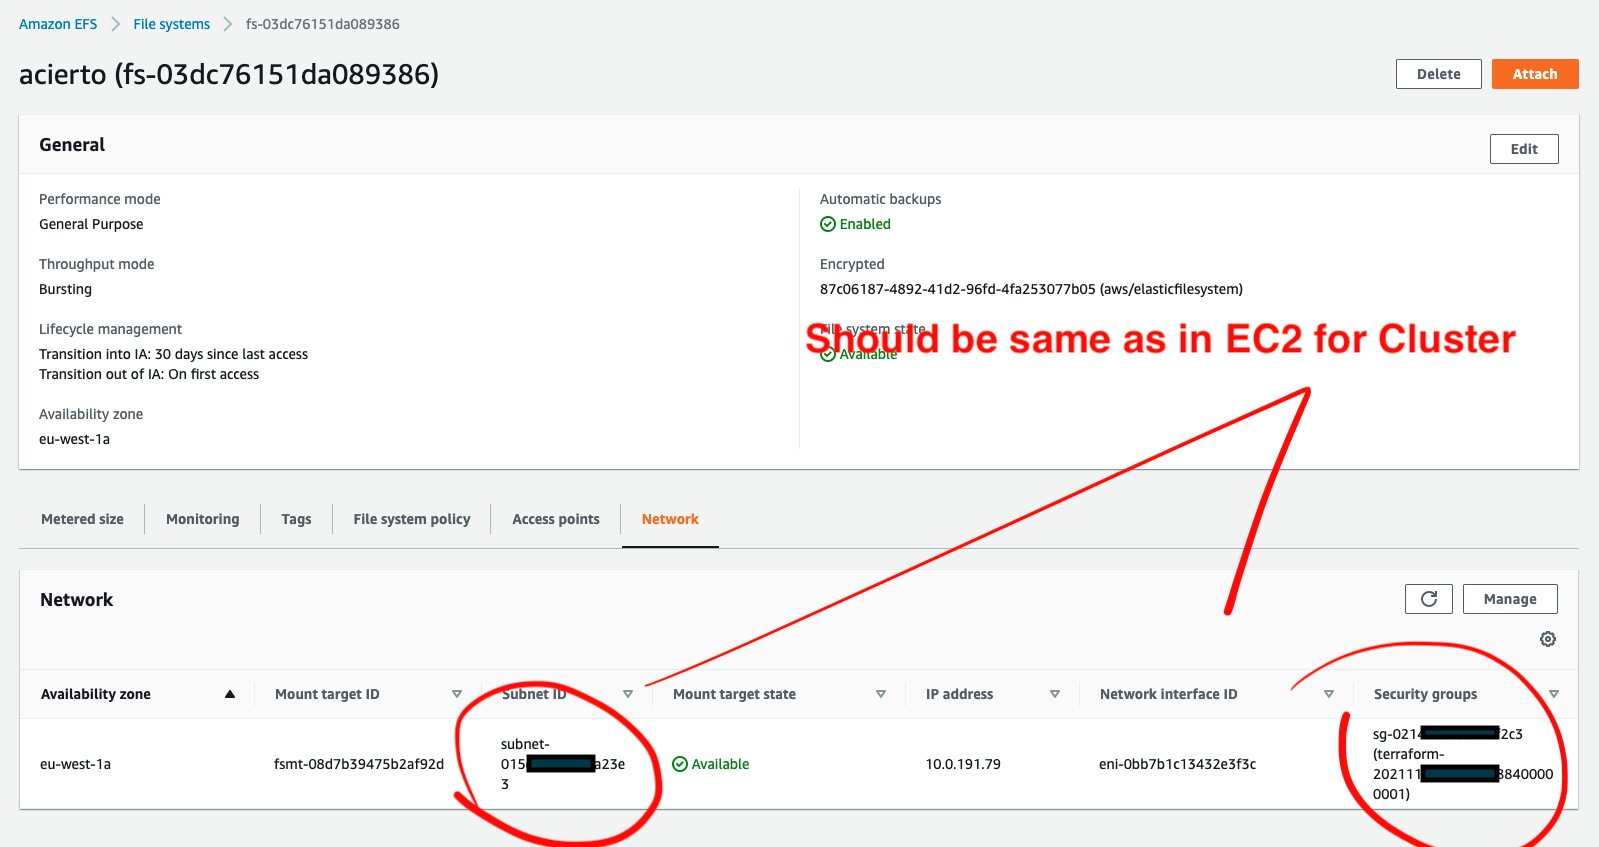 Amazon EFS > File systems > fs-03dc76151da089386
acierto (fs-03dc76151da089386)
Delete
Attach
General
Edit
Performance mode
General Purpose
Throughput mode
Bursting
Lifecycle management
Transition into IA: 30 days since last access
Transition out of IA: On first access
Availability zone
eu-west-1a
Automatic backups
Enabled
Encrypted
87c06187-4892-41d2-96fd-4fa253077b05 (aws/elasticfilesystem)
File system state
Available
Should be same as in EC2 for Cluster
Metered size
Monitoring
Tags
File system policy
Access points
Network
Network
Manage
Availability zone
Mount target ID
Subnet ID
Mount target state
IP address
Network interface ID
Security groups
eu-west-1a
fsmt-08d7b39475b2af92d
subnet-
015 a23e
3
Available
10.0.191.79
eni-0bb7b1c13432e3f3c
sg-021 2c3
(terraform-
202111 8840000
0001)